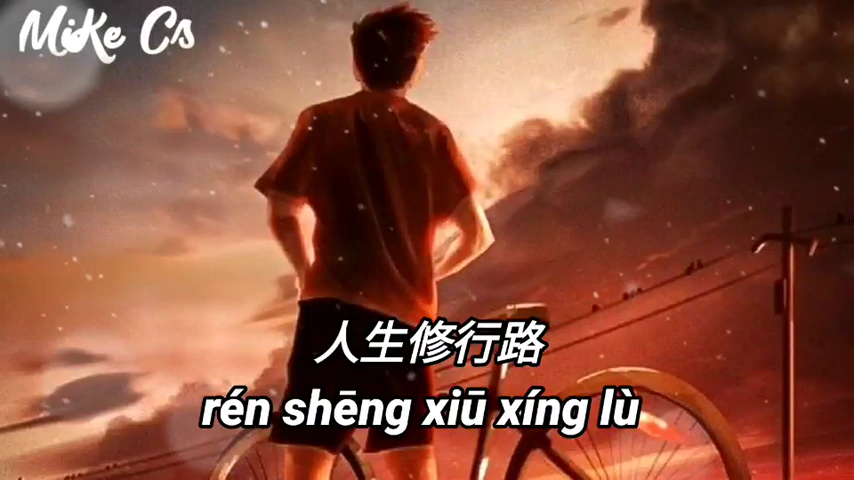 MiKe Cs
人生修行路
rén shēng xiū xíng lù